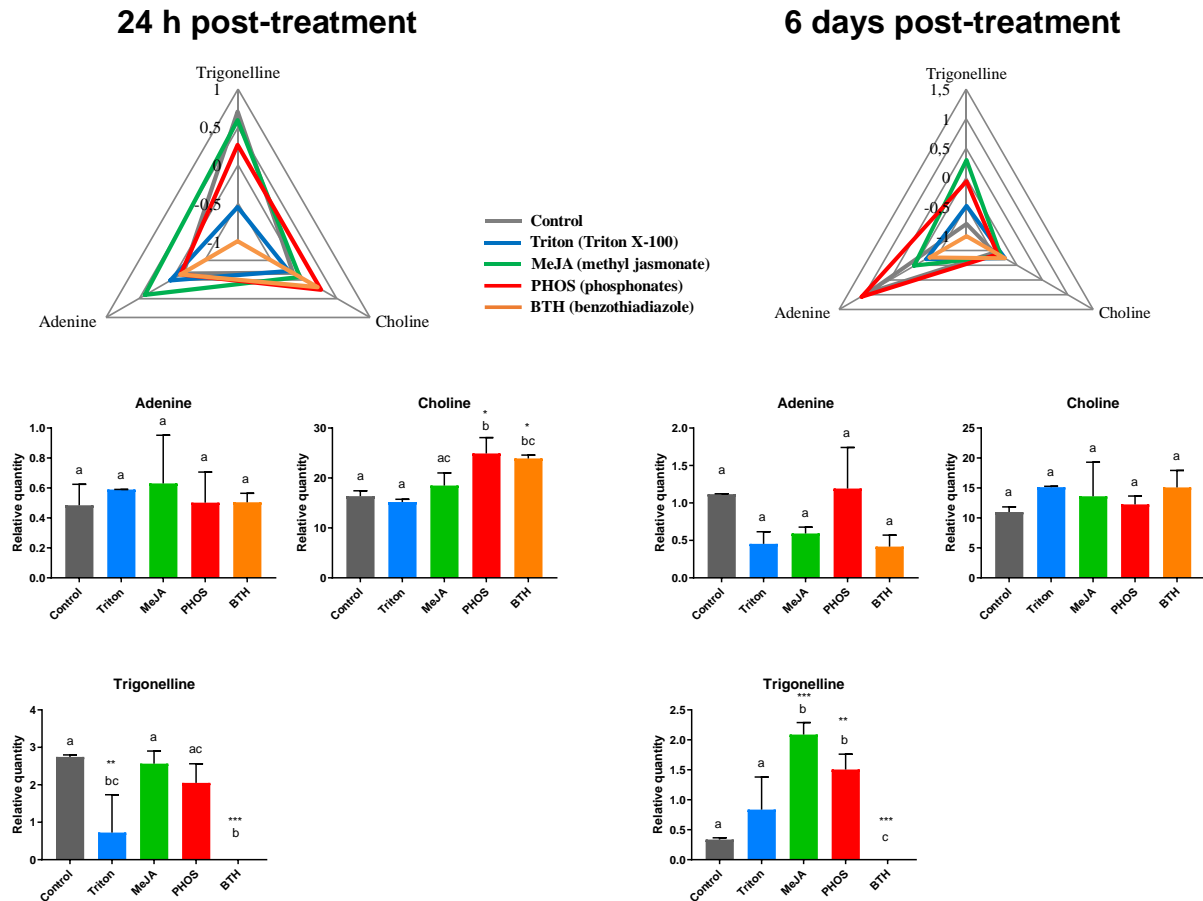 24 h post-treatment
6 days post-treatment
Trigonelline
1
0,5
0
-0,5
-1
Adenine
Choline
Control
Triton (Triton X-100)
MeJA (methyl jasmonate)
PHOS (phosphonates)
BTH (benzothiadiazole)
Trigonelline
1,5
1
0,5
0
-0,5
-1
Adenine
Choline
Adenine
Relative quantity
1.0
0.8
0.6
0.4
0.2
0.0
a
a
a
a
a
Control
Triton
MeJA
PHOS
BTH
Choline
Relative quantity
30
20
10
0
a
a
ac
*
b
*
bc
Control
Triton
MeJA
PHOS
BTH
Adenine
Relative quantity
2.0
1.5
1.0
0.5
0.0
a
a
a
a
a
Control
Triton
MeJA
PHOS
BTH
Choline
Relative quantity
25
20
15
10
5
0
a
a
a
a
a
Control
Triton
MeJA
PHOS
BTH
Trigonelline
Relative quantity
4
3
2
1
0
a
**
bc
a
ac
***
b
Control
Triton
MeJA
PHOS
BTH
Trigonelline
Relative quantity
2.5
2.0
1.5
1.0
0.5
0.0
a
a
***
b
**
b
***
c
Control
Triton
MeJA
PHOS
BTH